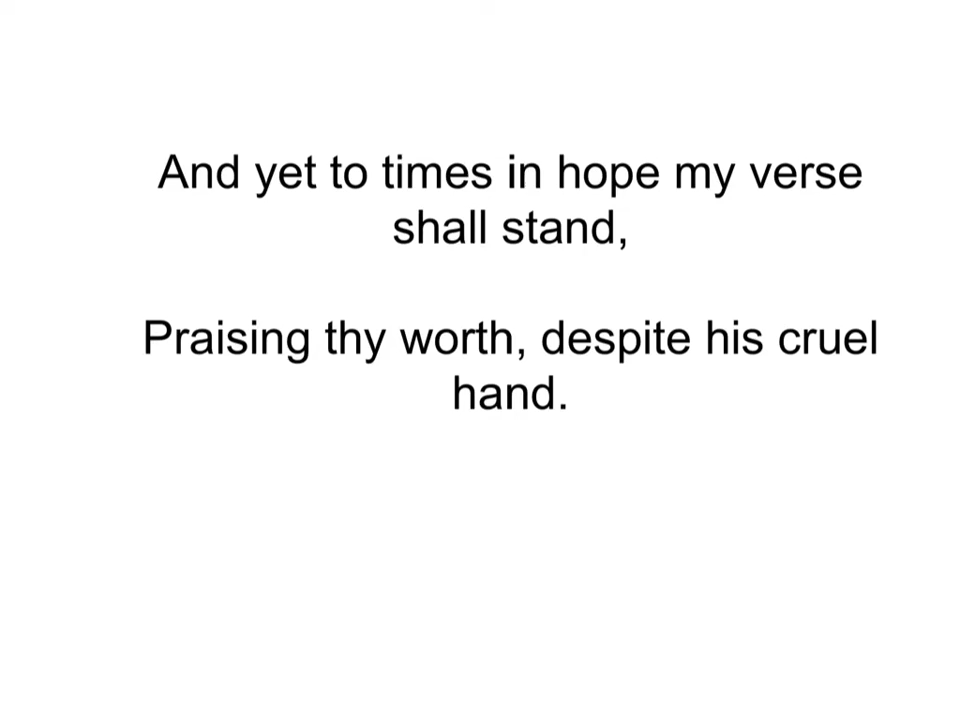 And yet to times in hope my verse
shall stand,
Praising thy worth, despite his cruel
hand.